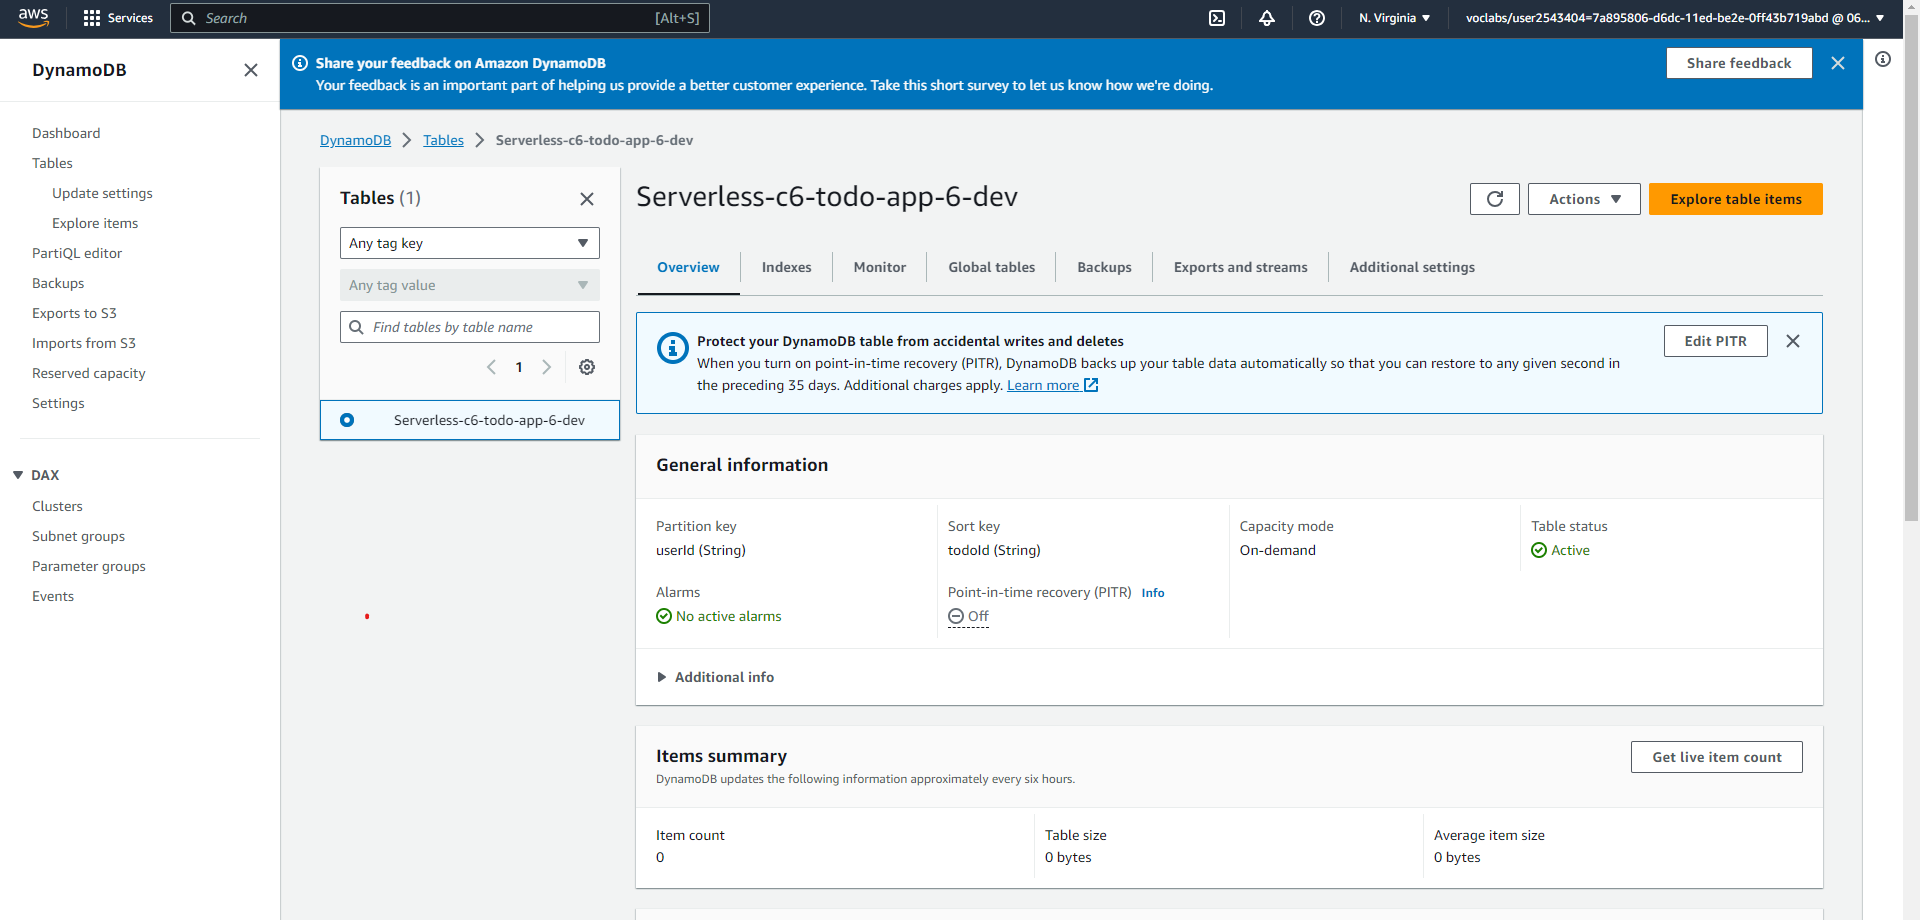 aws
Services
Search
[Alt+S]
N. Virginia
voclabs/user2543404=7a895806-d6dc-11ed-be2e-0ff43b719abd @ 06...
DynamoDB
Dashboard
Tables
Update settings
Explore items
PartiQL editor
Backups
Exports to S3
Imports from S3
Reserved capacity
Settings
DAX
Clusters
Subnet groups
Parameter groups
Events
Share your feedback on Amazon DynamoDB
Your feedback is an important part of helping us provide a better customer experience. Take this short survey to let us know how we're doing.
Share feedback
DynamoDB
Tables
Serverless-c6-todo-app-6-dev
Tables (1)
Any tag key
Any tag value
Find tables by table name
1
Serverless-c6-todo-app-6-dev
Serverless-c6-todo-app-6-dev
Actions
Explore table items
Overview
Indexes
Monitor
Global tables
Backups
Exports and streams
Additional settings
Protect your DynamoDB table from accidental writes and deletes
When you turn on point-in-time recovery (PITR), DynamoDB backs up your table data automatically so that you can restore to any given second in
the preceding 35 days. Additional charges apply. Learn more
Edit PITR
General information
Partition key
userId (String)
Sort key
todoId (String)
Capacity mode
On-demand
Table status
Active
Alarms
No active alarms
Point-in-time recovery (PITR) Info
Off
Additional info
Items summary
DynamoDB updates the following information approximately every six hours.
Get live item count
Item count
0
Table size
0 bytes
Average item size
0 bytes